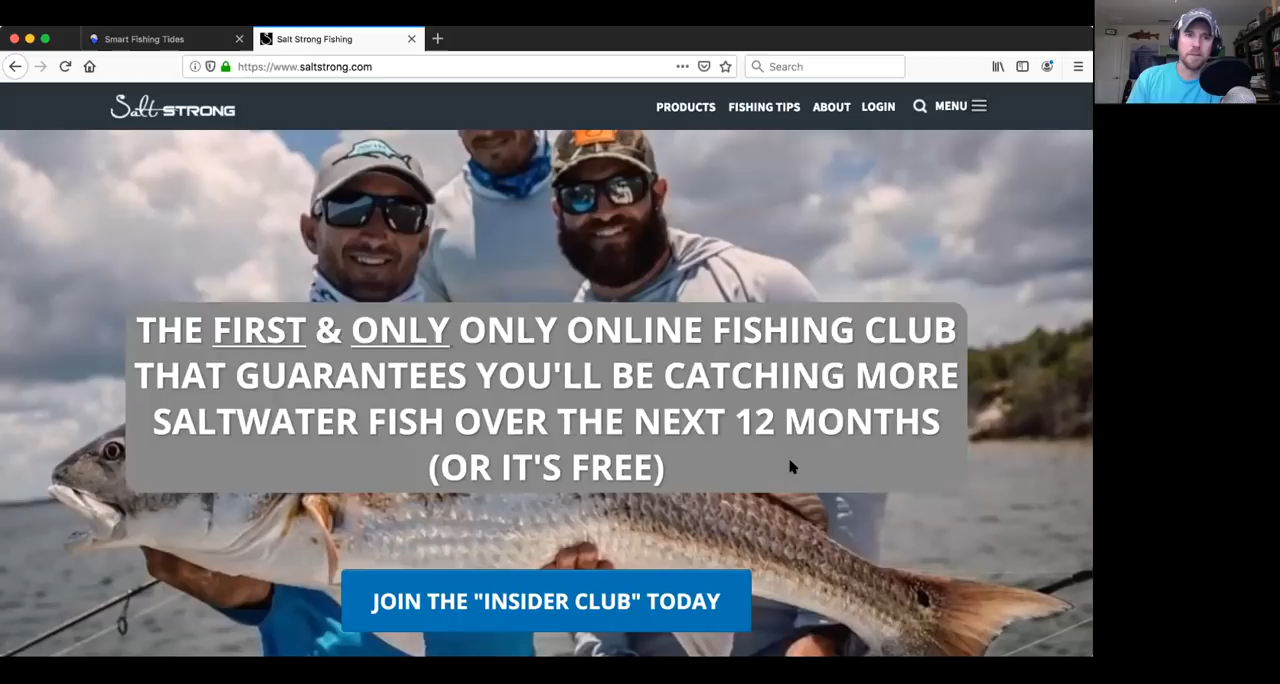 Smart Fishing Tides
Salt Strong Fishing
https://www.saltstrong.com
Search
Salt STRONG
PRODUCTS FISHING TIPS ABOUT LOGIN MENU
THE FIRST & ONLY ONLY ONLINE FISHING CLUB
THAT GUARANTEES YOU'LL BE CATCHING MORE
SALTWATER FISH OVER THE NEXT 12 MONTHS
(OR IT'S FREE)
JOIN THE "INSIDER CLUB" TODAY